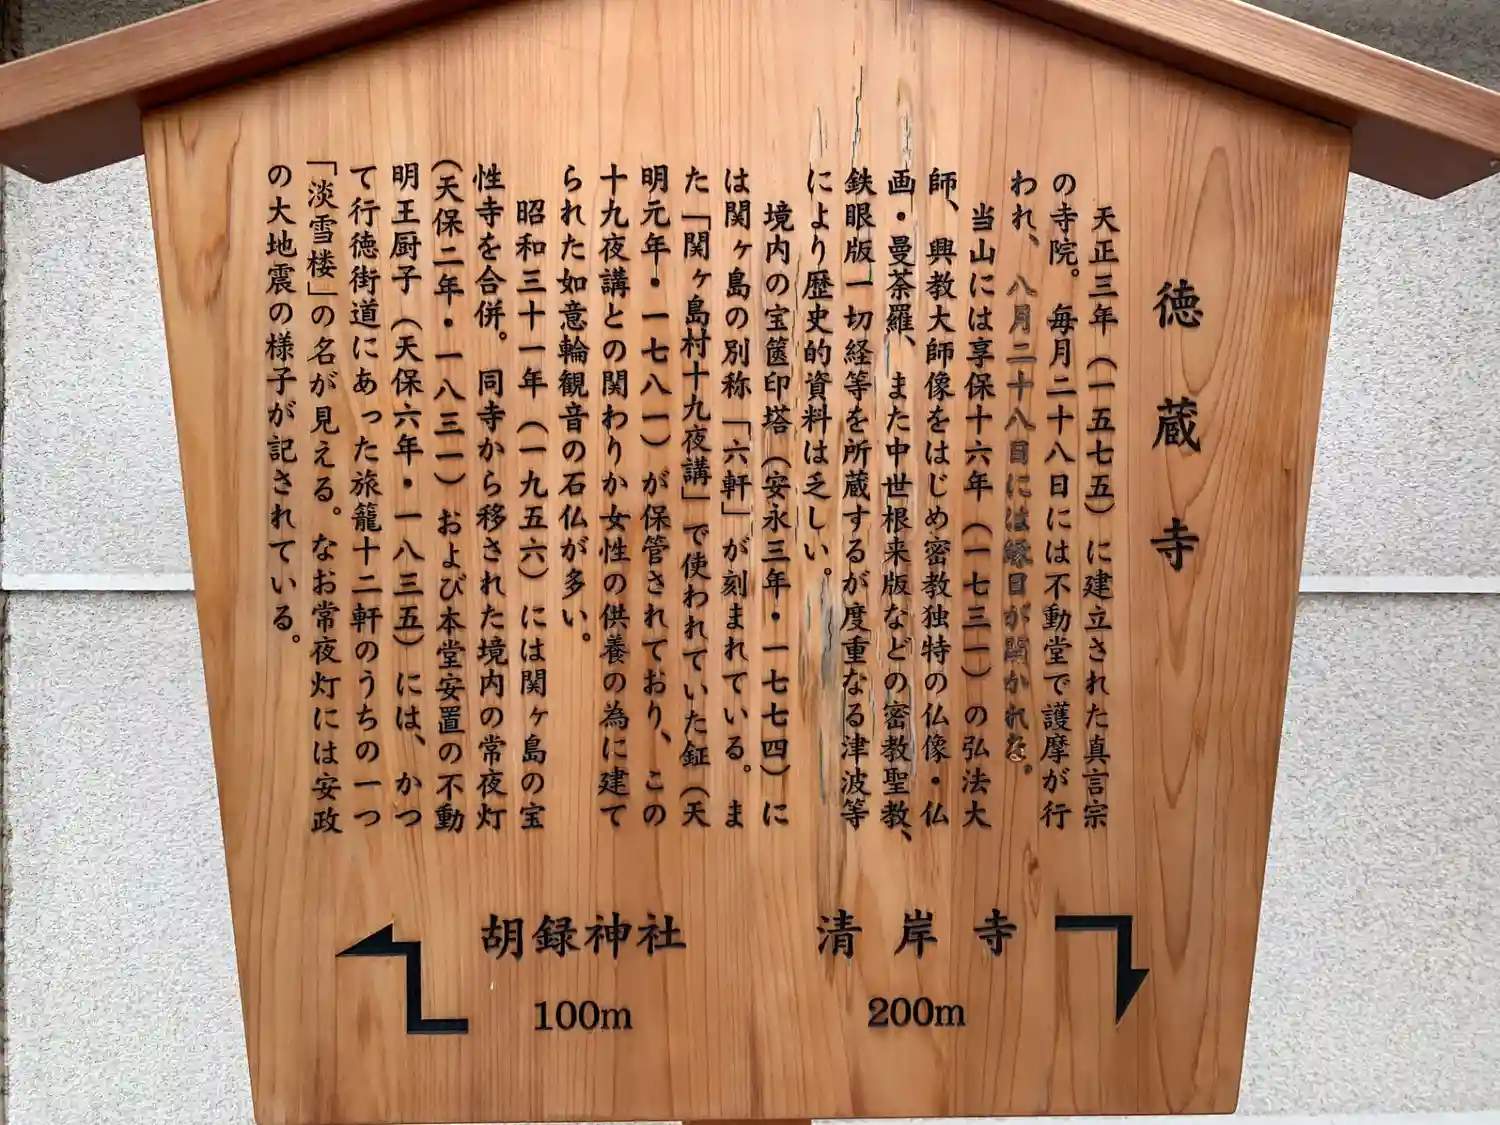 徳蔵寺
天正三年（一五七五）に建立された真言宗
の寺院。毎月二十八日には不動堂で護摩が行
われ、八月二十八日には縁日が開かれる。
当山には享保十六年（一七三一）の弘法大
師、興教大師像をはじめ密教独特の仏像・仏
画・曼荼羅、また中世根来版などの密教聖教、
鉄眼版一切経等を所蔵するが度重なる津波等
により歴史的資料は乏しい。
境内の宝篋印塔（安永三年・一七七四）に
は関ヶ島の別称「六軒」が刻まれている。ま
た「関ヶ島村十九夜講」で使われていた鉦（天
明元年・一七八一）が保管されており、この
十九夜講との関わりか女性の供養の為に建て
られた如意輪観音の石仏が多い。
昭和三十一年（一九五六）には関ヶ島の宝
性寺を合併。同寺から移された境内の常夜灯
（天保二年・一八三一）および本堂安置の不動
明王厨子（天保六年・一八三五）には、かつ
て行徳街道にあった旅籠十二軒のうちの一つ
「淡雪楼」の名が見える。なお常夜灯には安政
の大地震の様子が記されている。
清岸寺
200m
胡録神社
100m